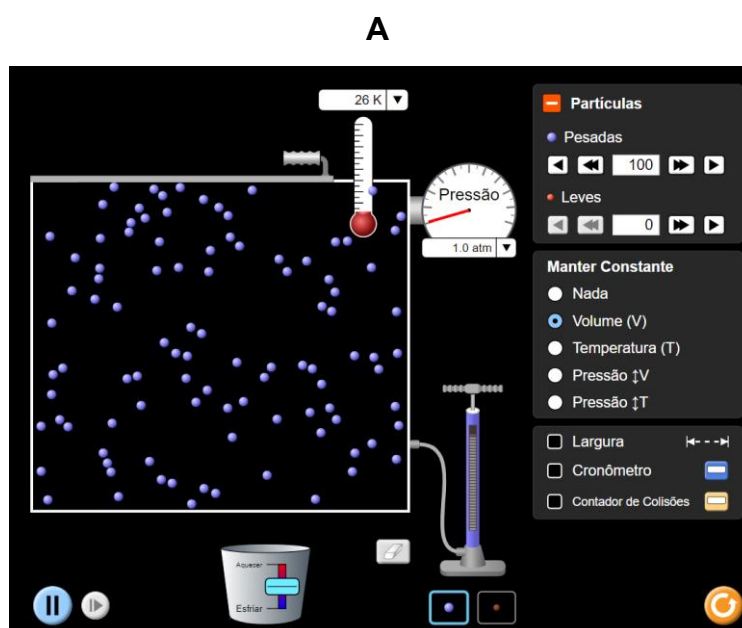 A
26 K
Pressão
1.0 atm
Partículas
Pesadas
100
Leves
0
Manter Constante
Nada
Volume (V)
Temperatura (T)
Pressão ↕V
Pressão ↕T
Largura
Cronômetro
Contador de Colisões
Aquecer
Esfriar